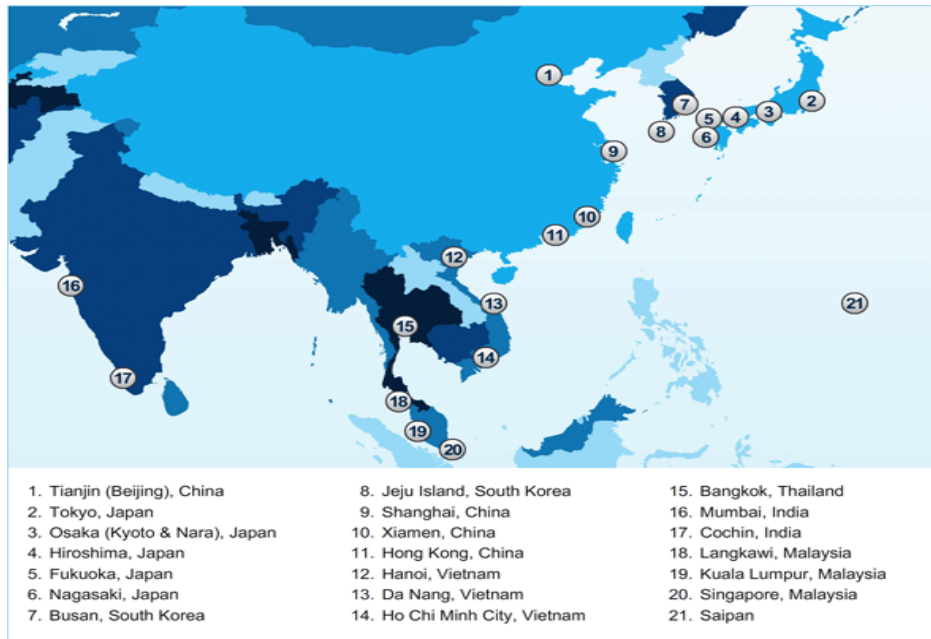 1
2
3
4
5
6
7
8
9
10
11
12
13
14
15
16
17
18
19
20
21
1. Tianjin (Beijing), China
2. Tokyo, Japan
3. Osaka (Kyoto & Nara), Japan
4. Hiroshima, Japan
5. Fukuoka, Japan
6. Nagasaki, Japan
7. Busan, South Korea
8. Jeju Island, South Korea
9. Shanghai, China
10. Xiamen, China
11. Hong Kong, China
12. Hanoi, Vietnam
13. Da Nang, Vietnam
14. Ho Chi Minh City, Vietnam
15. Bangkok, Thailand
16. Mumbai, India
17. Cochin, India
18. Langkawi, Malaysia
19. Kuala Lumpur, Malaysia
20. Singapore, Malaysia
21. Saipan